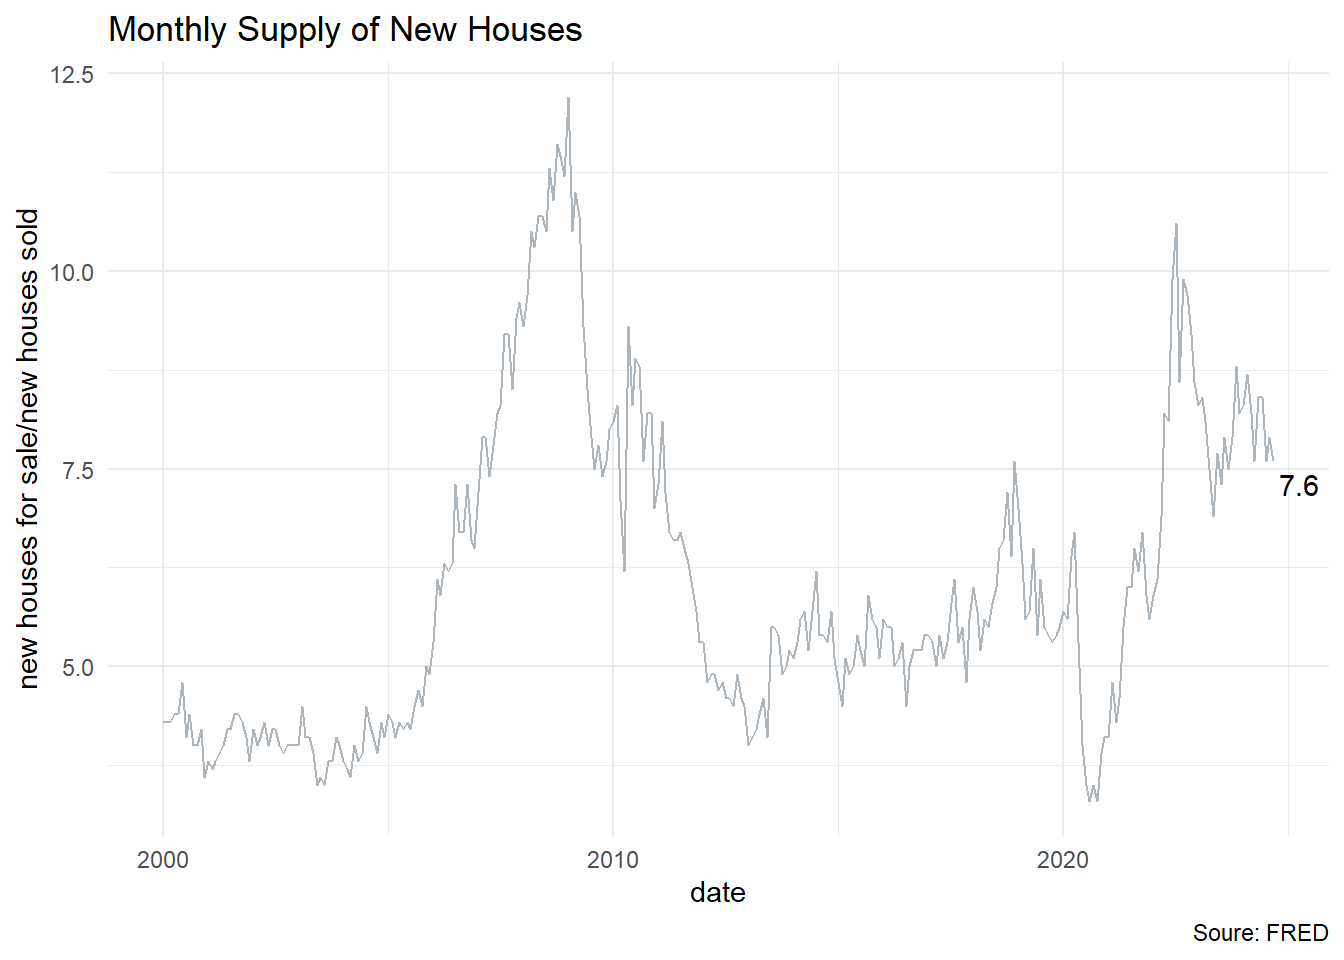 Monthly Supply of New Houses
new houses for sale/new houses sold
12.5
10.0
7.5
5.0
7.6
2000
2010
2020
date
Soure: FRED